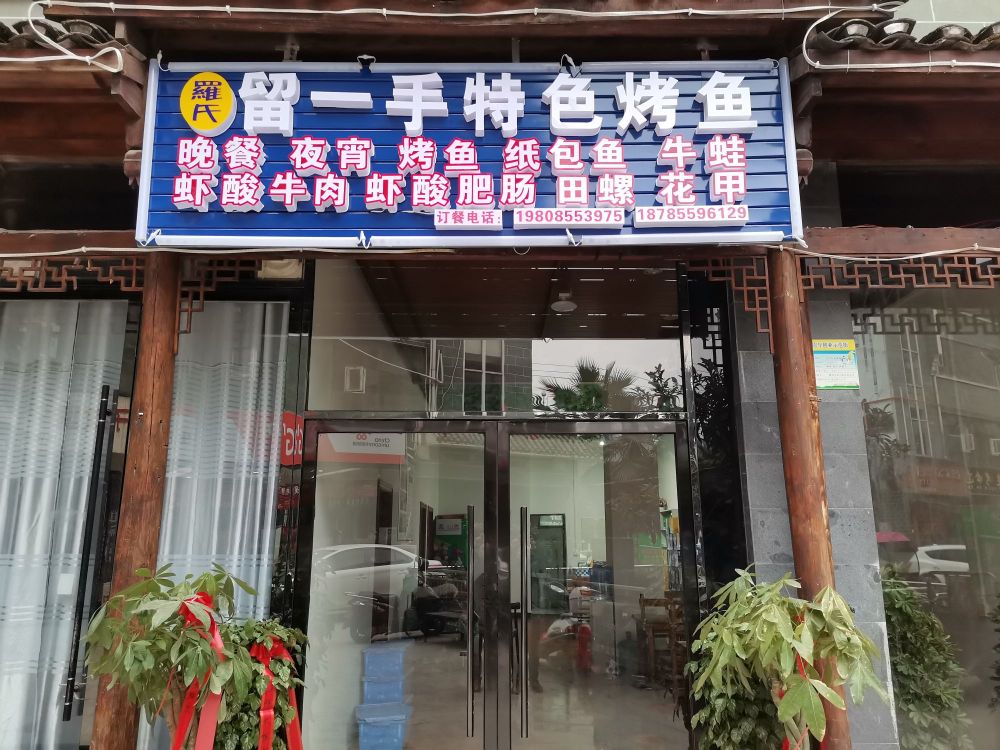 羅氏
留一手特色烤鱼
晚餐 夜宵 烤鱼 纸包鱼 牛蛙
虾酸牛肉 虾酸肥肠 田螺 花甲
订餐电话: 19808553975 18785596129